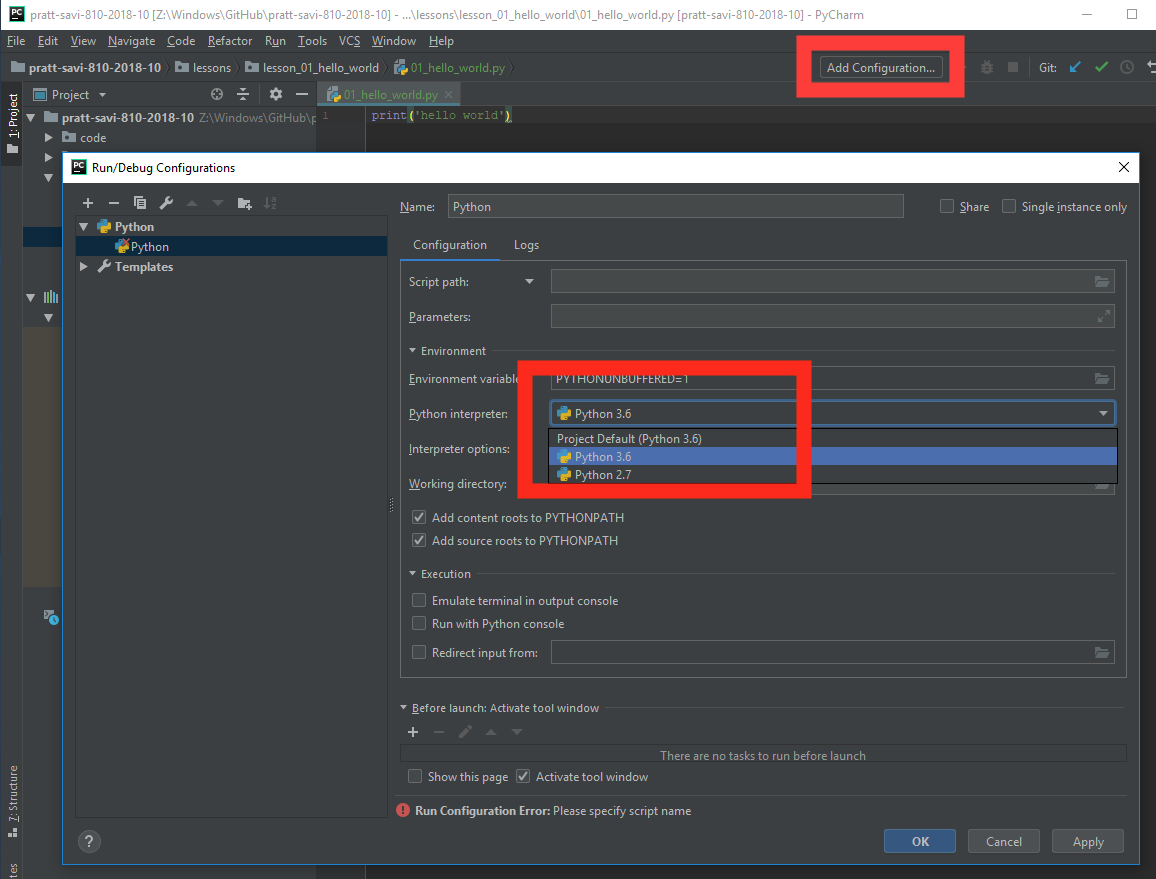 PC pratt-savi-810-2018-10 [Z:\Windows\GitHub\pratt-savi-810-2018-10] - ...\lessons\lesson_01_hello_world\01_hello_world.py [pratt-savi-810-2018-10] - PyCharm
File Edit View Navigate Code Refactor Run Tools VCS Window Help
pratt-savi-810-2018-10 lessons lesson_01_hello_world 01_hello_world.py Add Configuration... Git:
1: Project
Project 01_hello_world.py
pratt-savi-810-2018-10 Z:\Windows\GitHub\p 1 print('hello world')
code
PC Run/Debug Configurations
Name: Python Share Single instance only
Python
Python
Templates
Configuration Logs
Script path:
Parameters:
Environment
Environment variabl PYTHONUNBUFFERED=1
Python interpreter: Python 3.6
Project Default (Python 3.6)
Interpreter options:
Python 3.6
Python 2.7
Working directory:
Add content roots to PYTHONPATH
Add source roots to PYTHONPATH
Execution
Emulate terminal in output console
Run with Python console
Redirect input from:
Before launch: Activate tool window
There are no tasks to run before launch
Show this page Activate tool window
Run Configuration Error: Please specify script name
? OK Cancel Apply
7: Structure